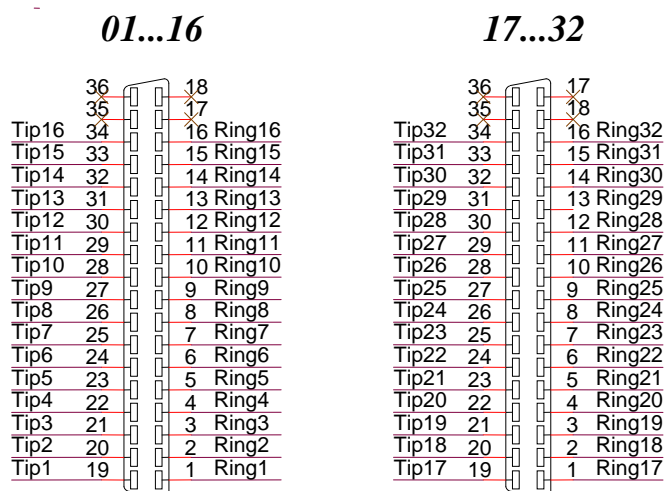 01...16 17...32
36 18 36 17
35 17 35 18
Tip16 34 16 Ring16 Tip32 34 16 Ring32
Tip15 33 15 Ring15 Tip31 33 15 Ring31
Tip14 32 14 Ring14 Tip30 32 14 Ring30
Tip13 31 13 Ring13 Tip29 31 13 Ring29
Tip12 30 12 Ring12 Tip28 30 12 Ring28
Tip11 29 11 Ring11 Tip27 29 11 Ring27
Tip10 28 10 Ring10 Tip26 28 10 Ring26
Tip9 27 9 Ring9 Tip25 27 9 Ring25
Tip8 26 8 Ring8 Tip24 26 8 Ring24
Tip7 25 7 Ring7 Tip23 25 7 Ring23
Tip6 24 6 Ring6 Tip22 24 6 Ring22
Tip5 23 5 Ring5 Tip21 23 5 Ring21
Tip4 22 4 Ring4 Tip20 22 4 Ring20
Tip3 21 3 Ring3 Tip19 21 3 Ring19
Tip2 20 2 Ring2 Tip18 20 2 Ring18
Tip1 19 1 Ring1 Tip17 19 1 Ring17